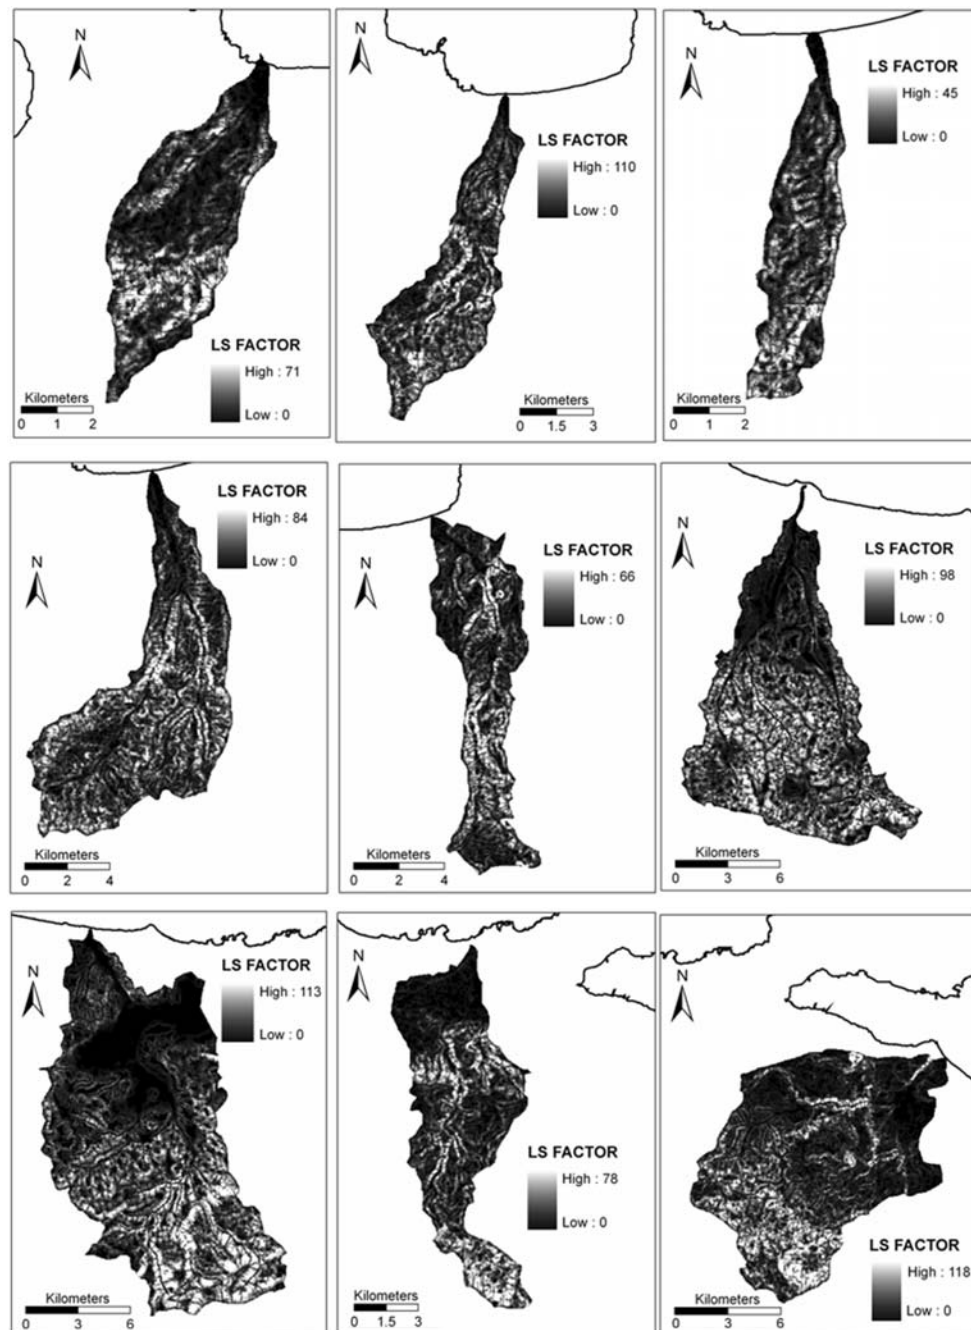 N
LS FACTOR
High : 71
Low : 0
Kilometers
0 1 2
N
LS FACTOR
High : 110
Low : 0
0 1.5 3
N
LS FACTOR
High : 45
Low : 0
Kilometers
0 1 2
N
LS FACTOR
High : 84
Low : 0
Kilometers
0 2 4
N
LS FACTOR
High : 66
Low : 0
Kilometers
0 2 4
N
LS FACTOR
High : 98
Low : 0
Kilometers
0 3 6
N
LS FACTOR
High : 113
Low : 0
Kilometers
0 3 6
N
LS FACTOR
High : 78
Low : 0
Kilometers
0 1.5 3
N
LS FACTOR
High : 118
Low : 0
Kilometers
0 3 6